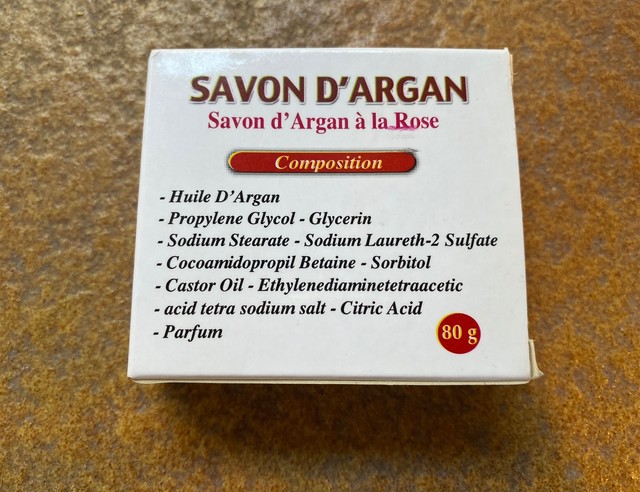 SAVON D'ARGAN
Savon d'Argan à la Rose
Composition
- Huile D'Argan
- Propylene Glycol - Glycerin
- Sodium Stearate - Sodium Laureth-2 Sulfate
- Cocoamidopropil Betaine - Sorbitol
- Castor Oil - Ethylenediaminetetraacetic
- acid tetra sodium salt - Citric Acid
- Parfum
80 g